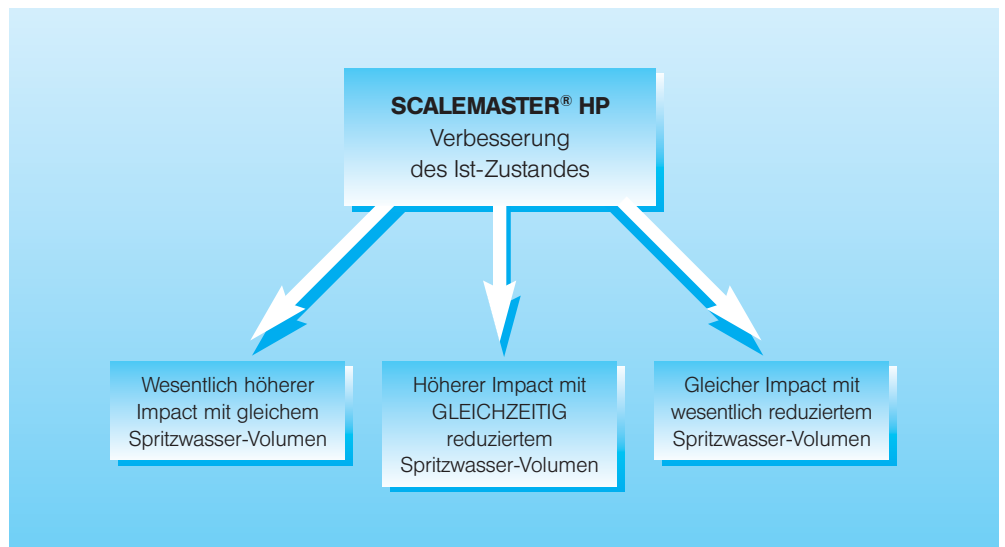 SCALEMASTER® HP
Verbesserung
des Ist-Zustandes
Wesentlich höherer
Impact mit gleichem
Spritzwasser-Volumen
Höherer Impact mit
GLEICHZEITIG
reduziertem
Spritzwasser-Volumen
Gleicher Impact mit
wesentlich reduziertem
Spritzwasser-Volumen